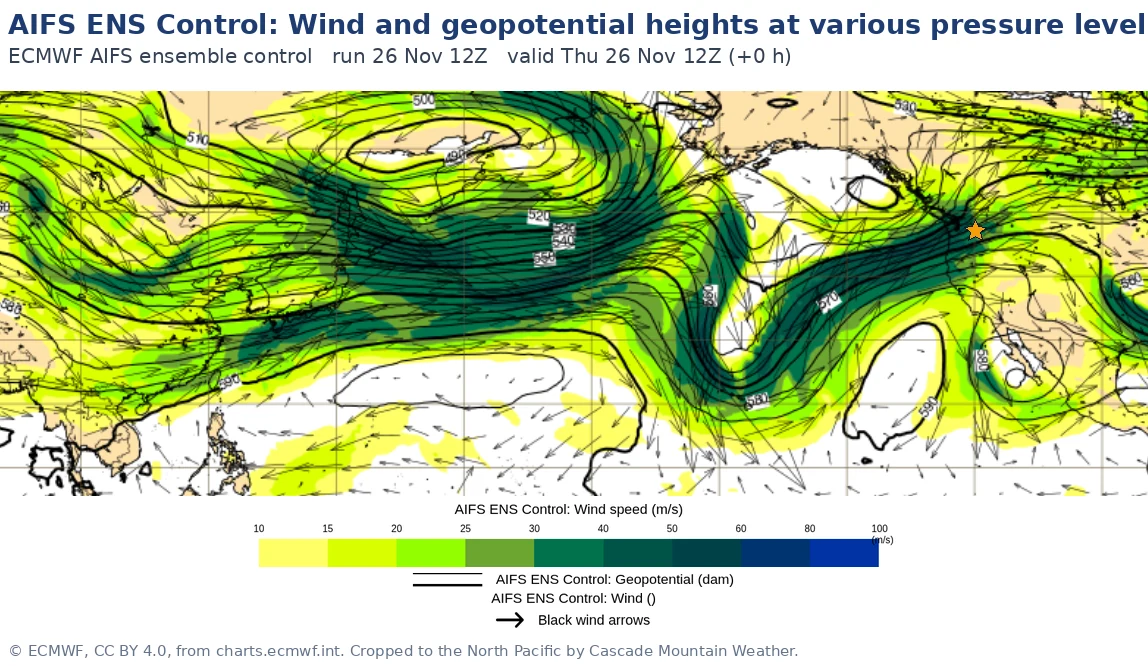 AIFS ENS Control: Wind and geopotential heights at various pressure level
ECMWF AIFS ensemble control run 26 Nov 12Z valid Thu 26 Nov 12Z (+0 h)
500
530
510
520
540
560
570
580
580
580
580
590
590
AIFS ENS Control: Wind speed (m/s)
10 15 20 25 30 40 50 60 80 100
(m/s)
AIFS ENS Control: Geopotential (dam)
AIFS ENS Control: Wind ()
Black wind arrows
© ECMWF, CC BY 4.0, from charts.ecmwf.int. Cropped to the North Pacific by Cascade Mountain Weather.